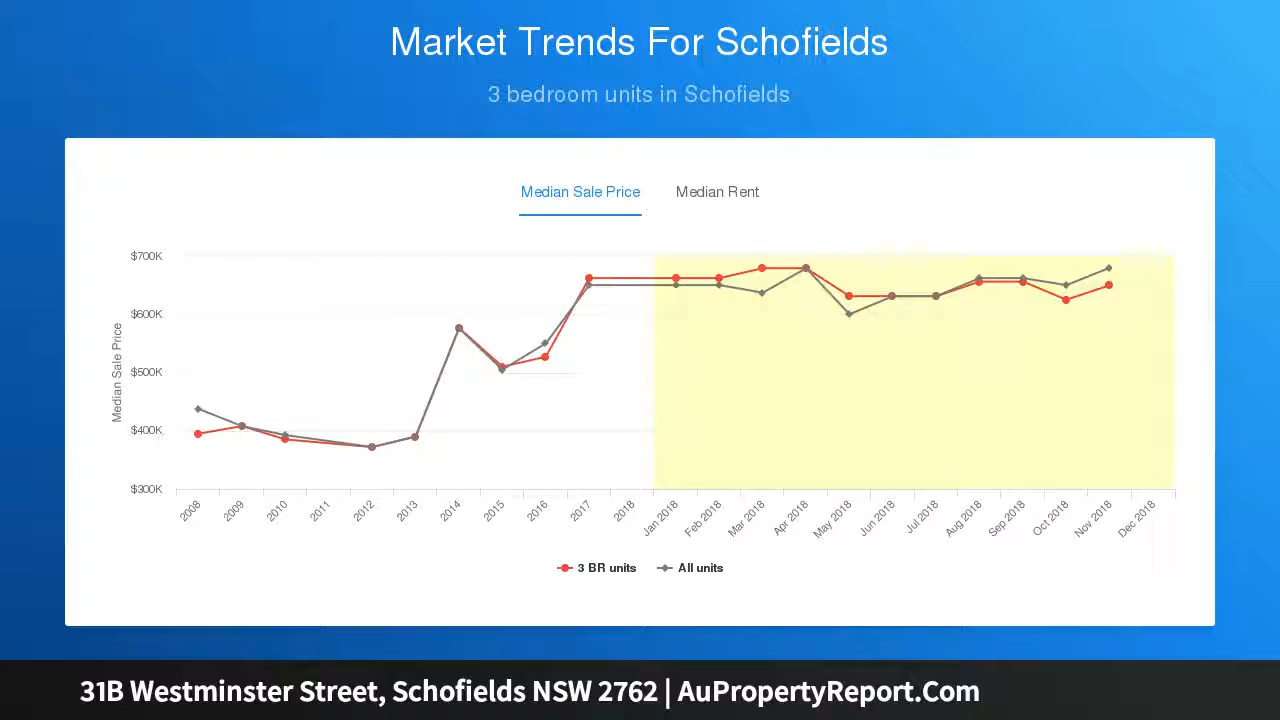 Market Trends For Schofields
3 bedroom units in Schofields
Median Sale Price
Median Rent
Median Sale Price
$700K
$600K
$500K
$400K
$300K
2008
2009
2010
2011
2012
2013
2014
2015
2016
2017
2018
Jan 2018
Feb 2018
Mar 2018
Apr 2018
May 2018
Jun 2018
Jul 2018
Aug 2018
Sep 2018
Oct 2018
Nov 2018
Dec 2018
3 BR units
All units
31B Westminster Street, Schofields NSW 2762 | AuPropertyReport.Com